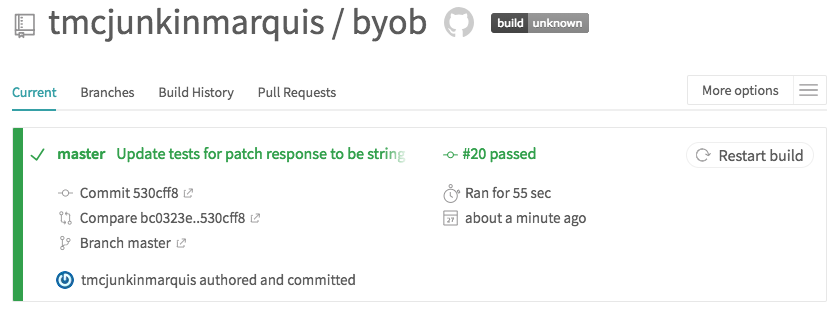 tmcjunkinmarquis / byob build unknown
Current Branches Build History Pull Requests More options
master Update tests for patch response to be string #20 passed Restart build
Commit 530cff8 Ran for 55 sec
Compare bc0323e..530cff8 27 about a minute ago
Branch master
tmcjunkinmarquis authored and committed